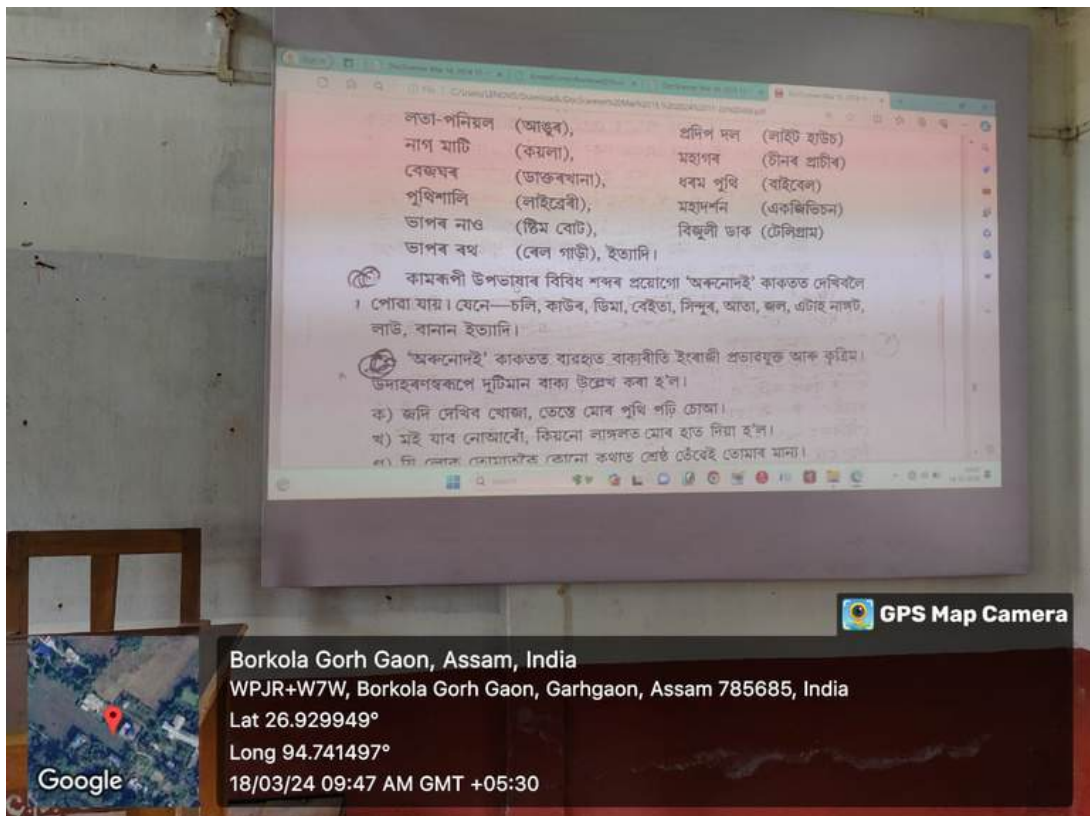 লতা-পনিয়ল (আঙুৰ), প্ৰদিপ দল (লাইট হাউচ)
নাগ মাটি (কয়লা), মহাগৰ (চীনৰ প্ৰাচীৰ)
বেজঘৰ (ডাক্তৰখানা), ধৰম পুথি (বাইবেল)
পুথিশালি (লাইব্ৰেৰী), মহাদৰ্শন (একজিভিচন)
ভাপৰ নাও (ষ্টিম বোট), বিজুলী ডাক (টেলিগ্ৰাম)
ভাপৰ ৰথ (ৰেল গাড়ী), ইত্যাদি।
কামৰূপী উপভাষাৰ বিবিধ শব্দৰ প্ৰয়োগো 'অৰুনোদই' কাকতত দেখিবলৈ
পোৱা যায়। যেনে—চলি, কাউৰ, ডিমা, বেইতা, সিন্দুৰ, আতা, জল, এটাই নাঙ্গট,
লাউ, বানান ইত্যাদি।
'অৰুনোদই' কাকতত ব্যৱহৃত বাক্যৰীতি ইংৰাজী প্ৰভাৱযুক্ত আৰু কৃত্ৰিম।
উদাহৰণস্বৰূপে দুটিমান বাক্য উল্লেখ কৰা হ'ল।
ক) জদি দেখিব খোজা, তেন্তে মোৰ পুথি পঢ়ি চোআ।
খ) মই যাব নোআৰোঁ, কিয়নো লাঙ্গলত মোৰ হাত দিয়া হ'ল।
গ) যি লোক তোমাতকৈ কোনো কথাত শ্ৰেষ্ঠ তেঁৱেই তোমাৰ মান্য।
GPS Map Camera
Borkola Gorh Gaon, Assam, India
WPJR+W7W, Borkola Gorh Gaon, Garhgaon, Assam 785685, India
Lat 26.929949°
Long 94.741497°
18/03/24 09:47 AM GMT +05:30
Google